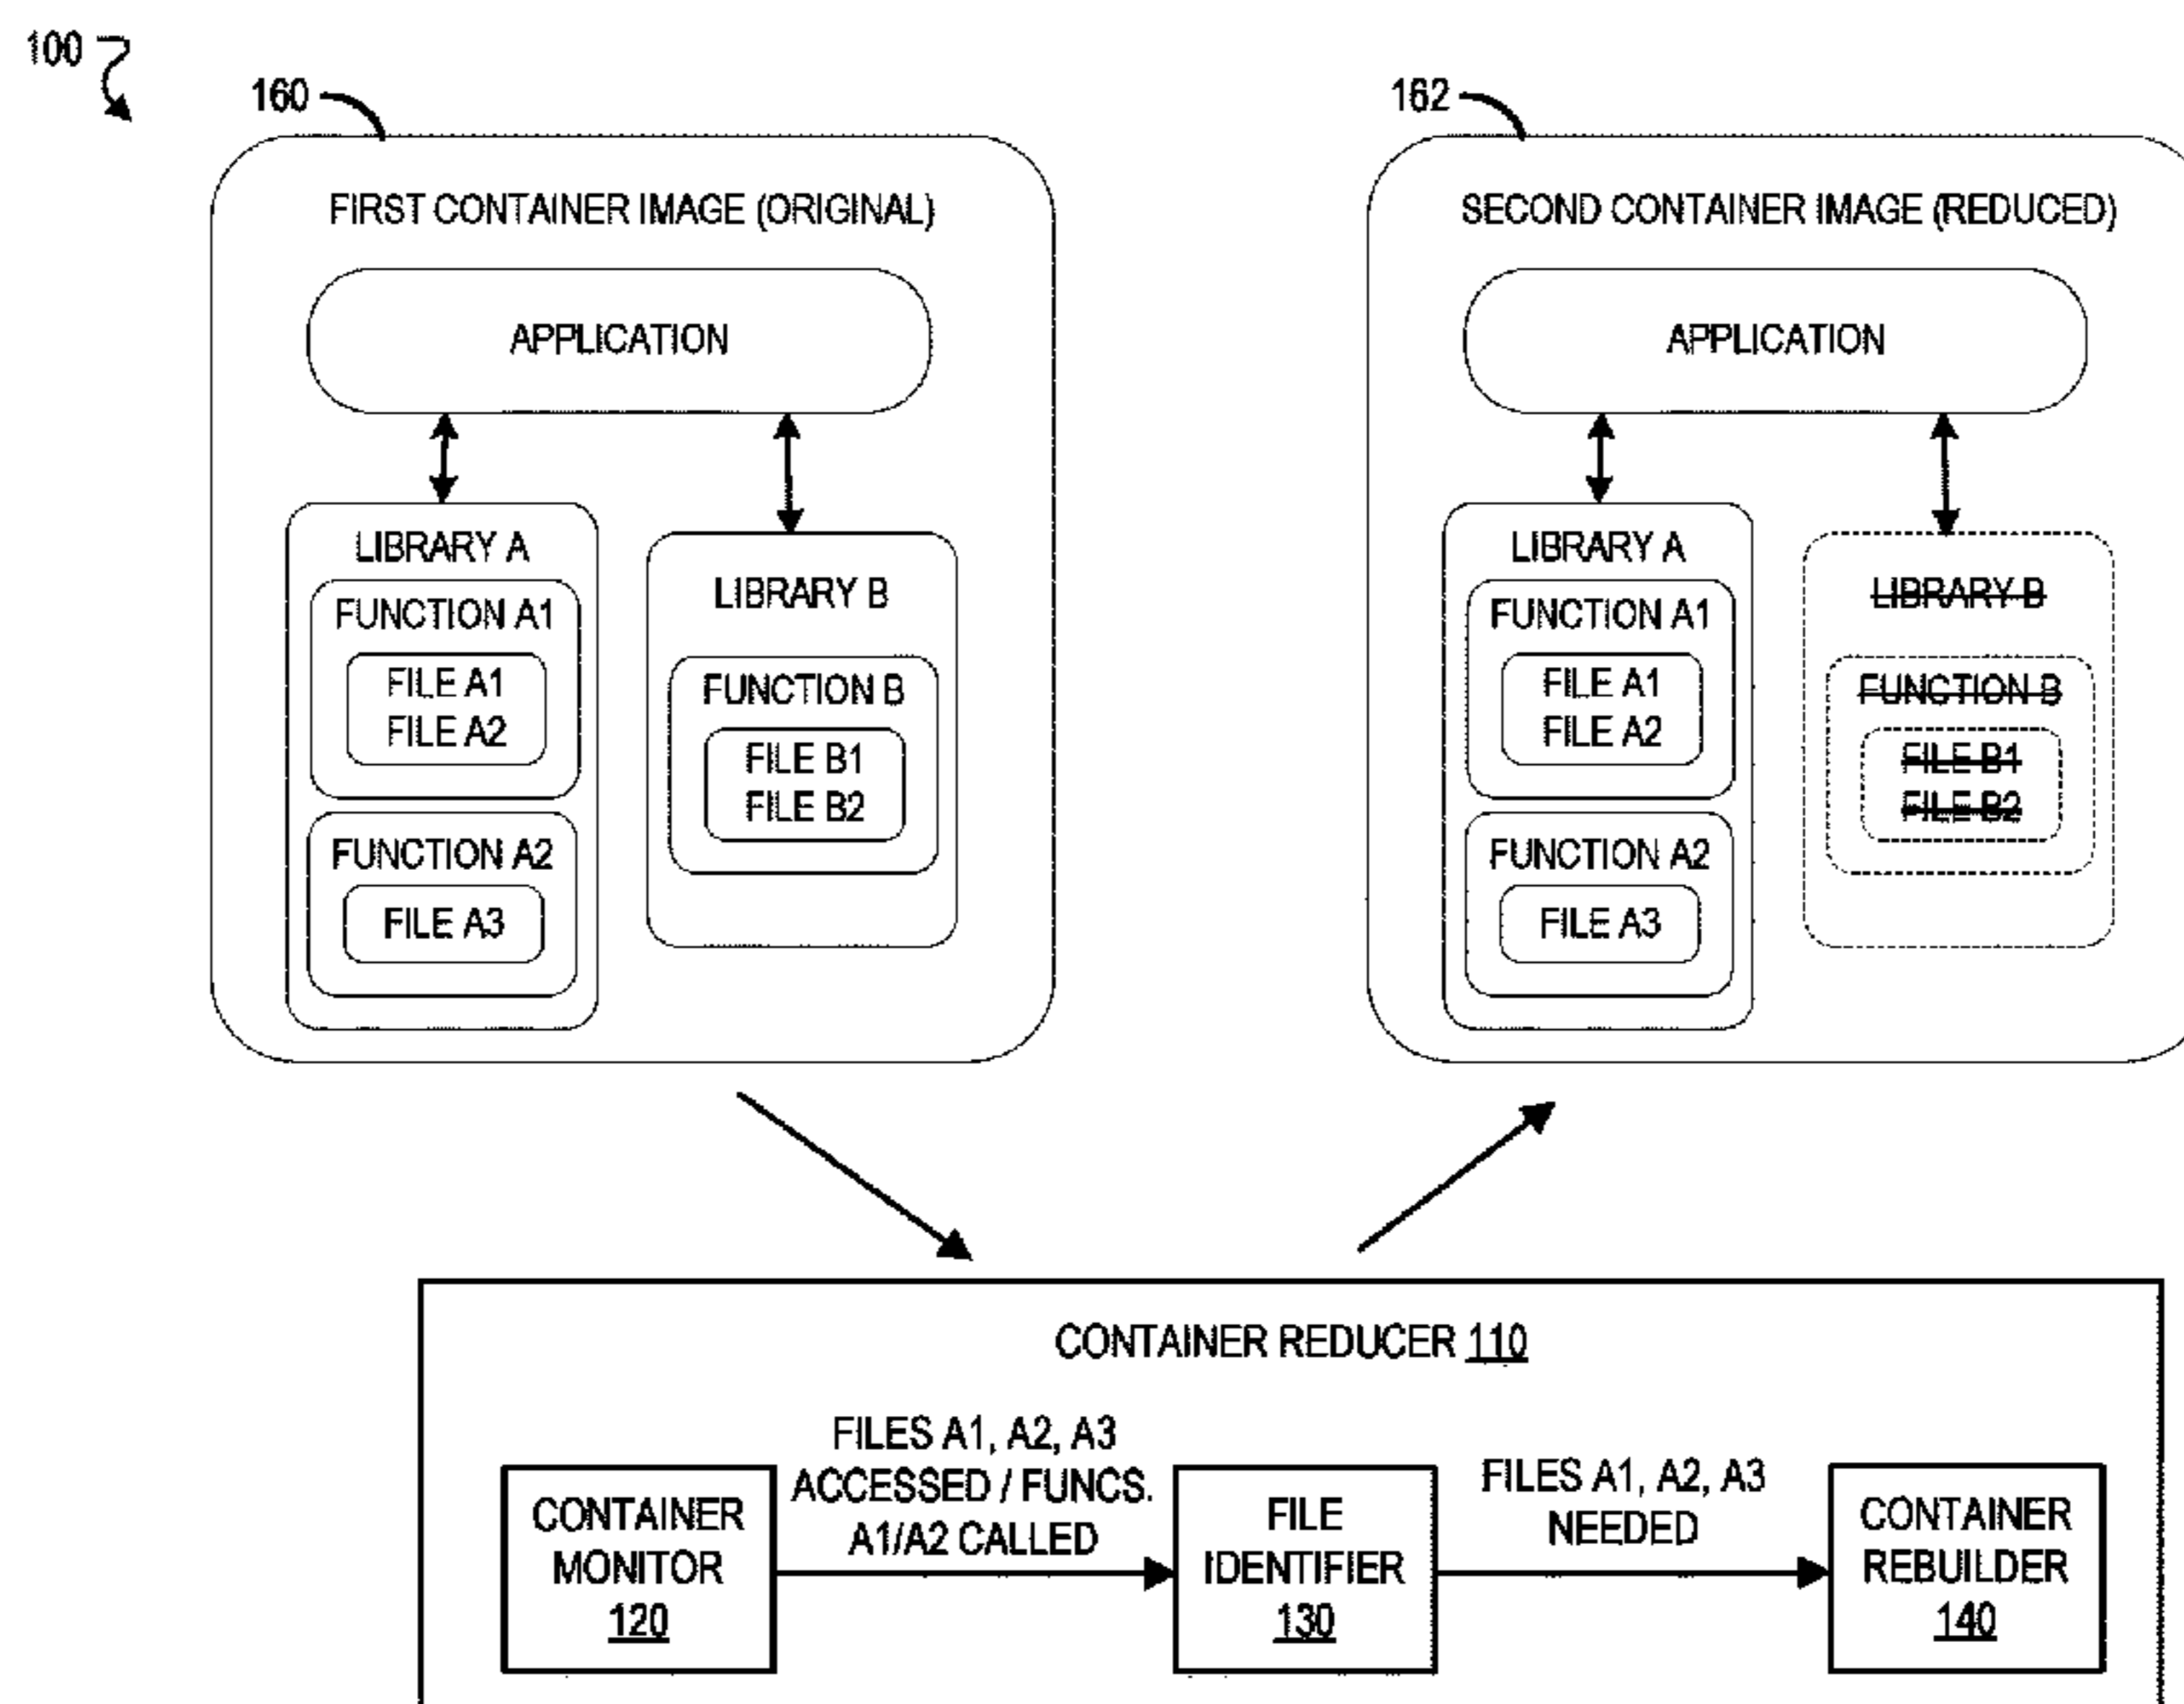 100
160
FIRST CONTAINER IMAGE (ORIGINAL)
APPLICATION
LIBRARY A
FUNCTION A1
FILE A1
FILE A2
FUNCTION A2
FILE A3
LIBRARY B
FUNCTION B
FILE B1
FILE B2
162
SECOND CONTAINER IMAGE (REDUCED)
APPLICATION
LIBRARY A
FUNCTION A1
FILE A1
FILE A2
FUNCTION A2
FILE A3
LIBRARY B
FUNCTION B
FILE B1
FILE B2
CONTAINER REDUCER 110
CONTAINER
MONITOR
120
FILES A1, A2, A3
ACCESSED / FUNCS.
A1/A2 CALLED
FILE
IDENTIFIER
130
FILES A1, A2, A3
NEEDED
CONTAINER
REBUILDER
140